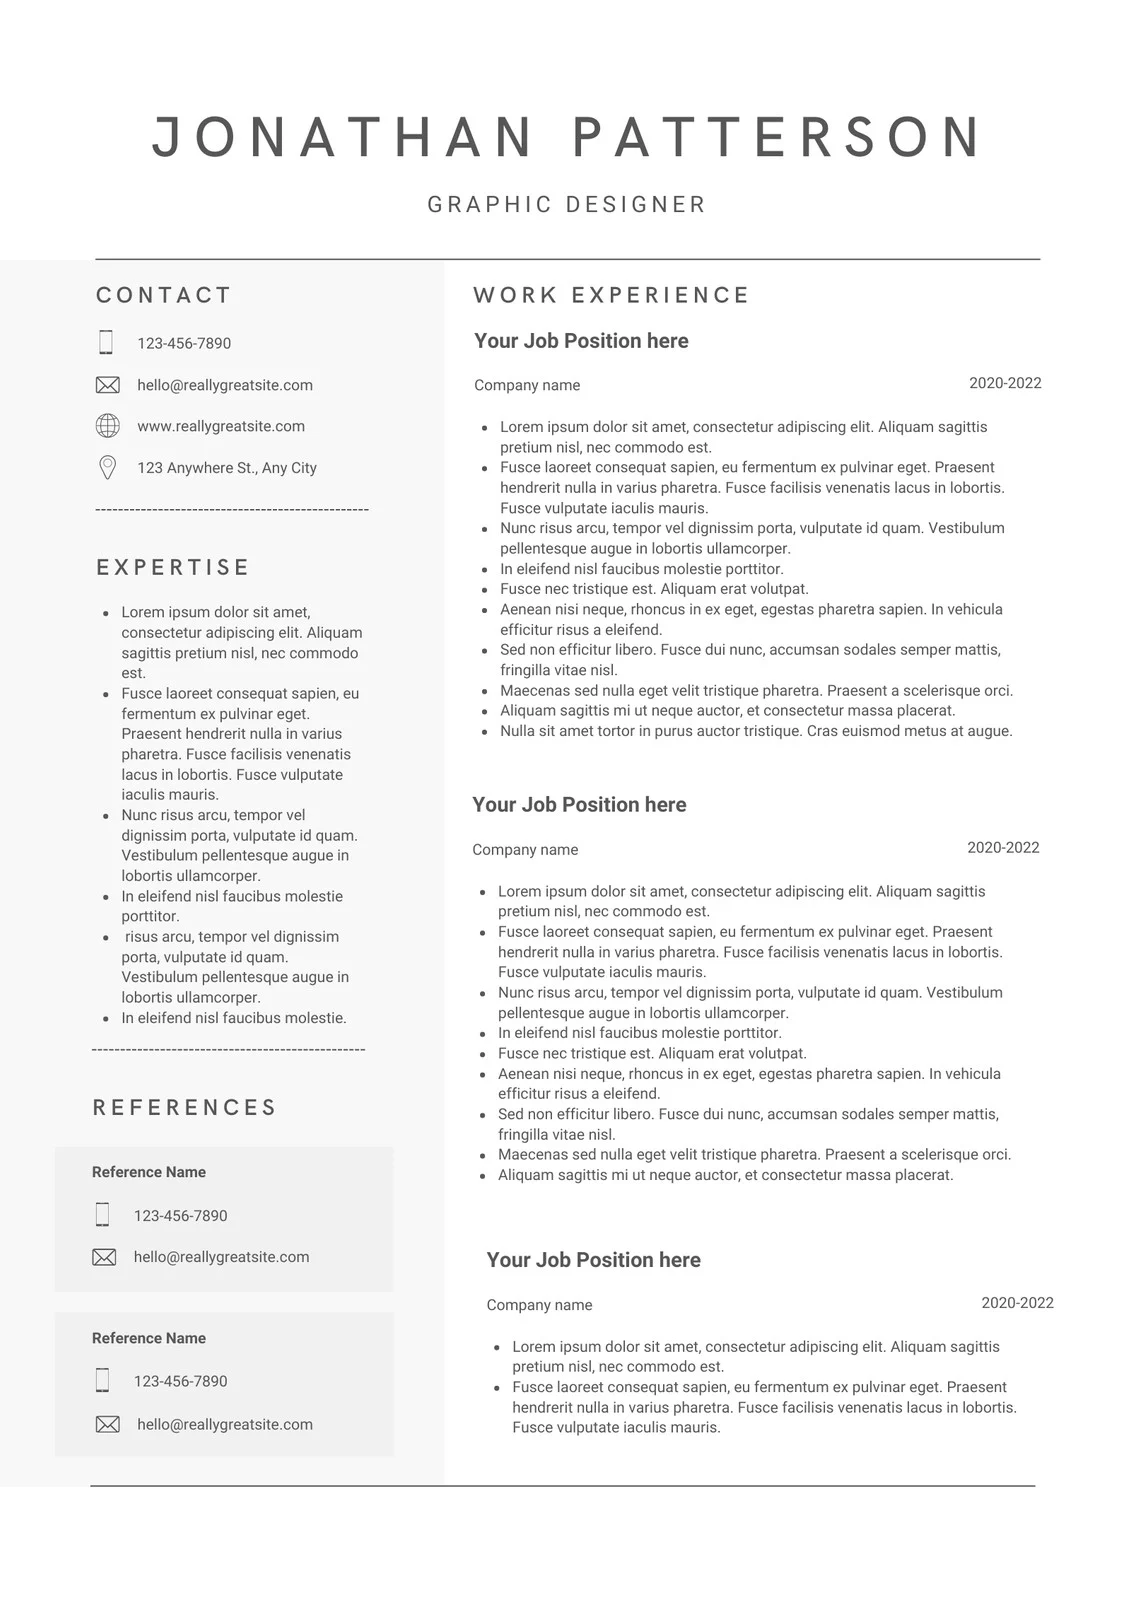 JONATHAN PATTERSON
GRAPHIC DESIGNER
CONTACT
123-456-7890
hello@reallygreatsite.com
www.reallygreatsite.com
123 Anywhere St., Any City
EXPERTISE
Lorem ipsum dolor sit amet,
consectetur adipiscing elit. Aliquam
sagittis pretium nisl, nec commodo
est.
Fusce laoreet consequat sapien, eu
fermentum ex pulvinar eget.
Praesent hendrerit nulla in varius
pharetra. Fusce facilisis venenatis
lacus in lobortis. Fusce vulputate
iaculis mauris.
Nunc risus arcu, tempor vel
dignissim porta, vulputate id quam.
Vestibulum pellentesque augue in
lobortis ullamcorper.
In eleifend nisl faucibus molestie
porttitor.
risus arcu, tempor vel dignissim
porta, vulputate id quam.
Vestibulum pellentesque augue in
lobortis ullamcorper.
In eleifend nisl faucibus molestie.
REFERENCES
Reference Name
123-456-7890
hello@reallygreatsite.com
Reference Name
123-456-7890
hello@reallygreatsite.com
WORK EXPERIENCE
Your Job Position here
Company name
2020-2022
Lorem ipsum dolor sit amet, consectetur adipiscing elit. Aliquam sagittis
pretium nisl, nec commodo est.
Fusce laoreet consequat sapien, eu fermentum ex pulvinar eget. Praesent
hendrerit nulla in varius pharetra. Fusce facilisis venenatis lacus in lobortis.
Fusce vulputate iaculis mauris.
Nunc risus arcu, tempor vel dignissim porta, vulputate id quam. Vestibulum
pellentesque augue in lobortis ullamcorper.
In eleifend nisl faucibus molestie porttitor.
Fusce nec tristique est. Aliquam erat volutpat.
Aenean nisi neque, rhoncus in ex eget, egestas pharetra sapien. In vehicula
efficitur risus a eleifend.
Sed non efficitur libero. Fusce dui nunc, accumsan sodales semper mattis,
fringilla vitae nisl.
Maecenas sed nulla eget velit tristique pharetra. Praesent a scelerisque orci.
Aliquam sagittis mi ut neque auctor, et consectetur massa placerat.
Nulla sit amet tortor in purus auctor tristique. Cras euismod metus at augue.
Your Job Position here
Company name
2020-2022
Lorem ipsum dolor sit amet, consectetur adipiscing elit. Aliquam sagittis
pretium nisl, nec commodo est.
Fusce laoreet consequat sapien, eu fermentum ex pulvinar eget. Praesent
hendrerit nulla in varius pharetra. Fusce facilisis venenatis lacus in lobortis.
Fusce vulputate iaculis mauris.
Nunc risus arcu, tempor vel dignissim porta, vulputate id quam. Vestibulum
pellentesque augue in lobortis ullamcorper.
In eleifend nisl faucibus molestie porttitor.
Fusce nec tristique est. Aliquam erat volutpat.
Aenean nisi neque, rhoncus in ex eget, egestas pharetra sapien. In vehicula
efficitur risus a eleifend.
Sed non efficitur libero. Fusce dui nunc, accumsan sodales semper mattis,
fringilla vitae nisl.
Maecenas sed nulla eget velit tristique pharetra. Praesent a scelerisque orci.
Aliquam sagittis mi ut neque auctor, et consectetur massa placerat.
Your Job Position here
Company name
2020-2022
Lorem ipsum dolor sit amet, consectetur adipiscing elit. Aliquam sagittis
pretium nisl, nec commodo est.
Fusce laoreet consequat sapien, eu fermentum ex pulvinar eget. Praesent
hendrerit nulla in varius pharetra. Fusce facilisis venenatis lacus in lobortis.
Fusce vulputate iaculis mauris.